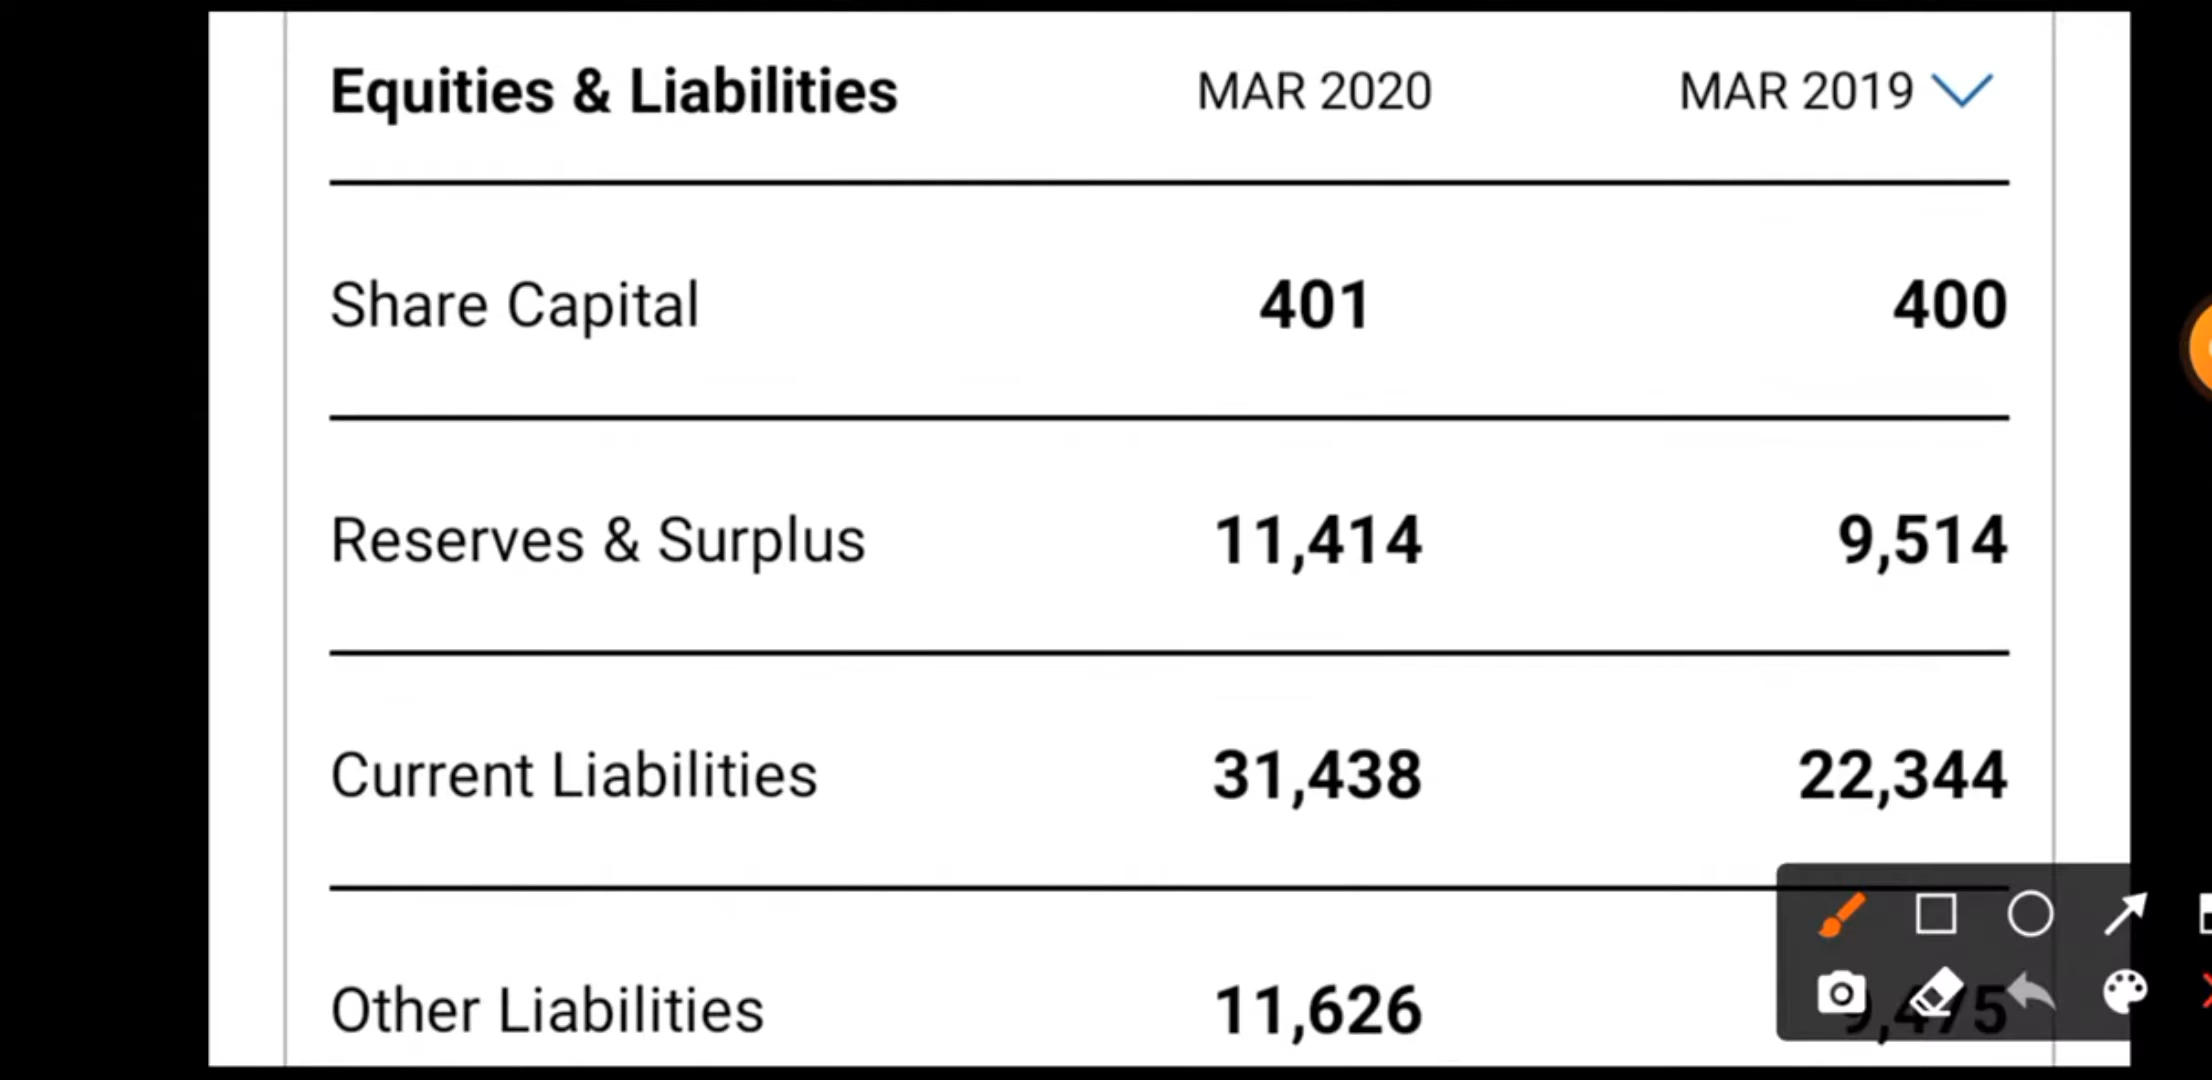 Equities & Liabilities MAR 2020 MAR 2019
Share Capital 401 400
Reserves & Surplus 11,414 9,514
Current Liabilities 31,438 22,344
Other Liabilities 11,626